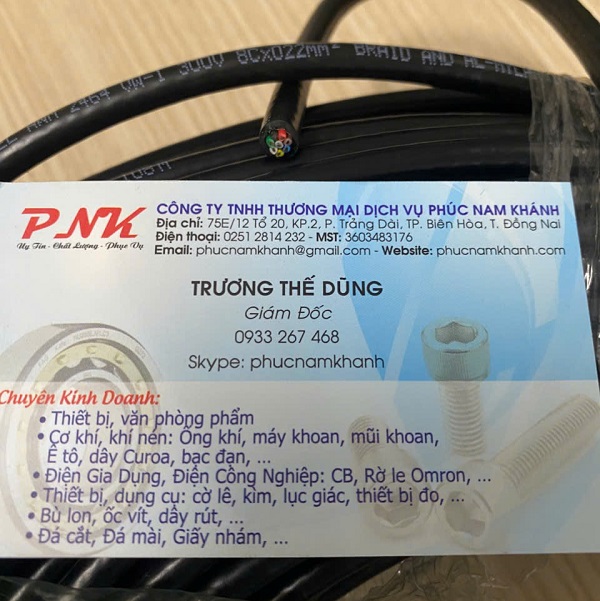 AWM 2464 VW-1 300V 8CX022MM² BRAID AND
PNK
Uy Tín - Chất Lượng - Phục Vụ
CÔNG TY TNHH THƯƠNG MẠI DỊCH VỤ PHÚC NAM KHÁNH
Địa chỉ: 75E/12 Tổ 20, KP.2, P. Trảng Dài, TP. Biên Hòa, T. Đồng Nai
Điện thoại: 0251 2814 232 - MST: 3603483176
Email: phucnamkhanh@gmail.com - Website: phucnamkhanh.com
TRƯƠNG THẾ DŨNG
Giám Đốc
0933 267 468
Skype: phucnamkhanh
Chuyên Kinh Doanh:
• Thiết bị, văn phòng phẩm
• Cơ khí, khí nén: Ống khí, máy khoan, mũi khoan,
Ê tô, dây Curoa, bạc đạn, ...
• Điện Gia Dụng, Điện Công Nghiệp: CB, Rờ le Omron, ...
• Thiết bị, dụng cụ: cờ lê, kìm, lục giác, thiết bị đo, ...
• Bù lon, ốc vít, dây rút, ...
• Đá cắt, Đá mài, Giấy nhám, ...